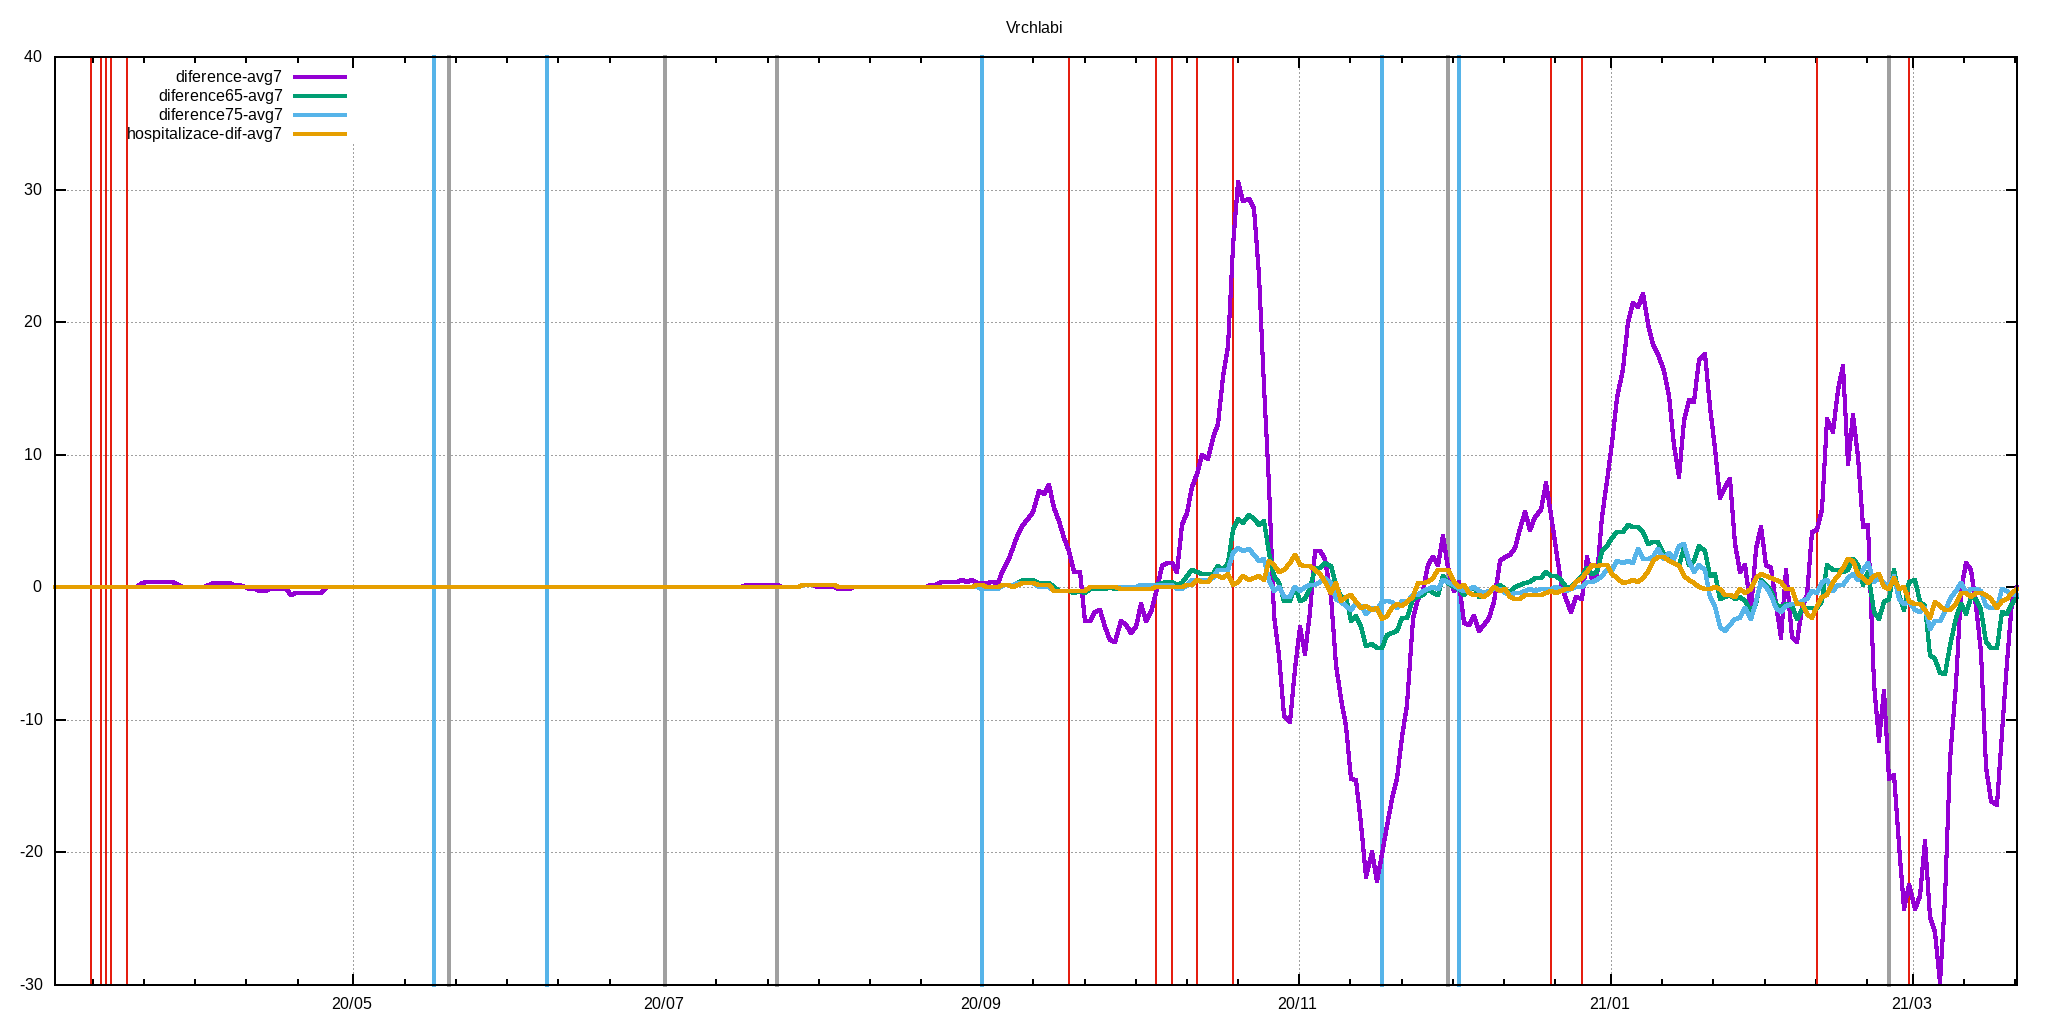 Vrchlabi
40
30
20
10
0
-10
-20
-30
diference-avg7
diference65-avg7
diference75-avg7
hospitalizace-dif-avg7
20/05
20/07
20/09
20/11
21/01
21/03